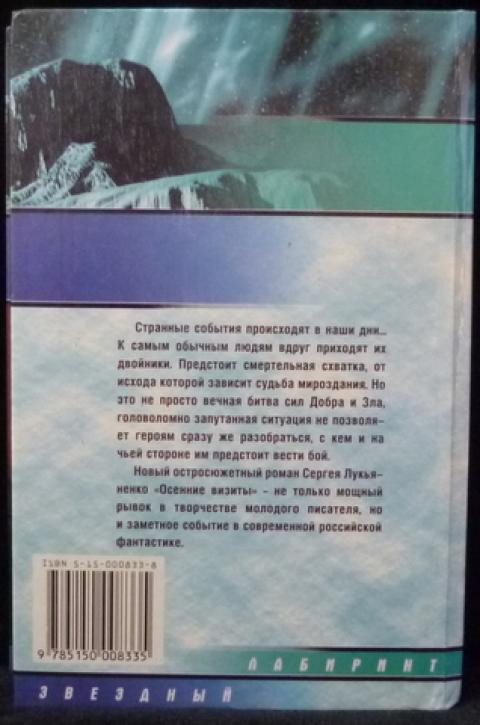 Странные события происходят в наши дни...
К самым обычным людям вдруг приходят их
двойники. Предстоит смертельная схватка, от
исхода которой зависит судьба мироздания. Но
это не просто вечная битва сил Добра и Зла,
головоломно запутанная ситуация не позволя-
ет героям сразу же разобраться, с кем и на
чьей стороне им предстоит вести бой.
Новый остросюжетный роман Сергея Лукья-
ненко «Осенние визиты» - не только мощный
рывок в творчестве молодого писателя, но
и заметное событие в современной российской
фантастике.
ISBN 5-15-000833-8
9 785150 008335
ЛАБИРИНТ
ЗВЕЗДНЫЙ